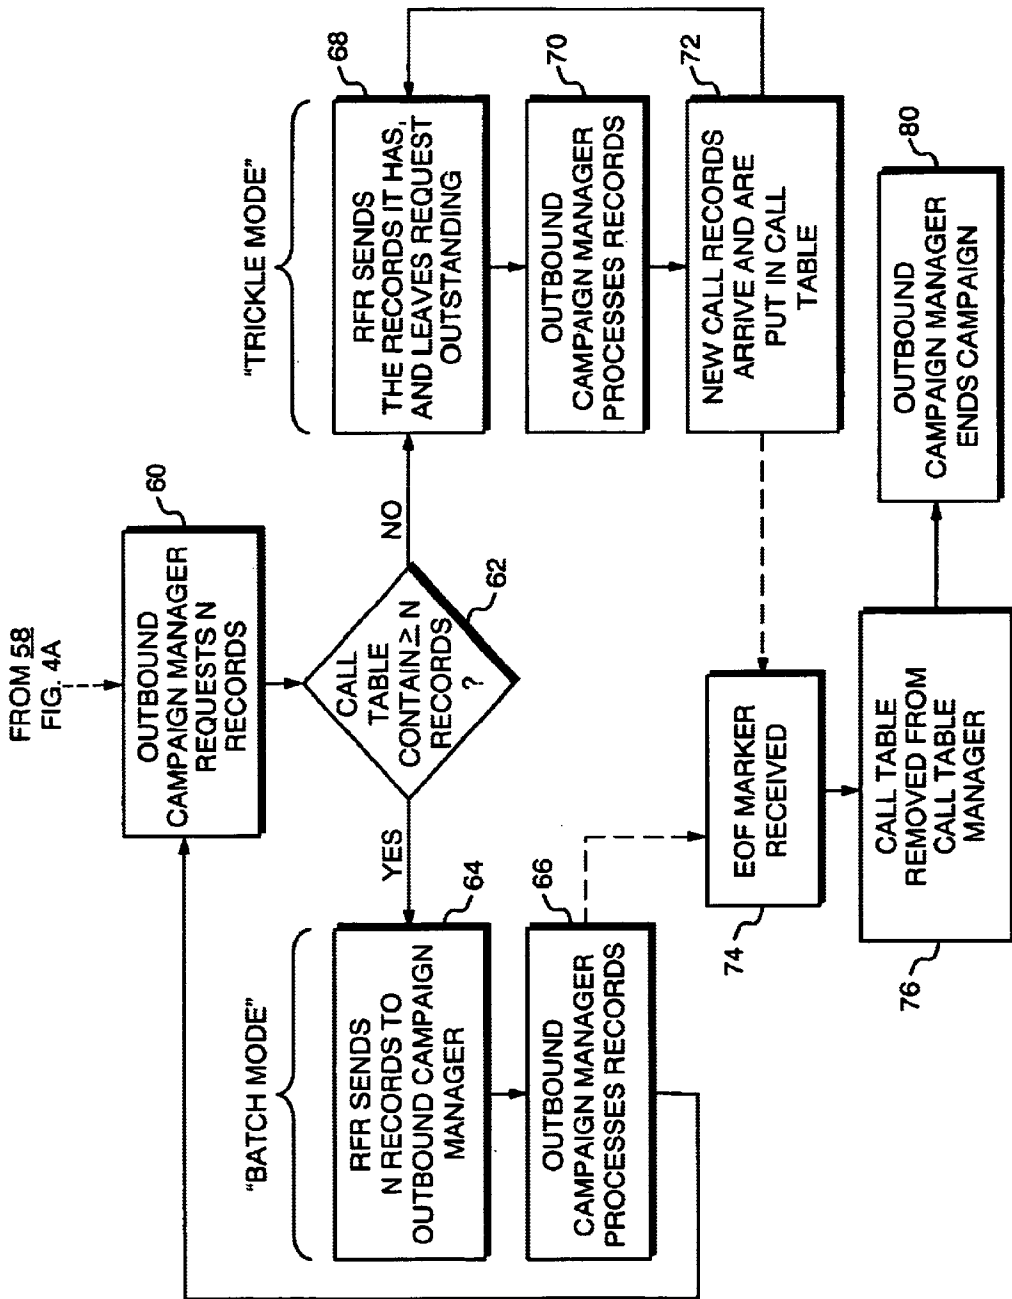 FROM 58
FIG. 4A
OUTBOUND
CAMPAIGN MANAGER
REQUESTS N
RECORDS
60
CALL
TABLE
CONTAIN ≥ N
RECORDS
?
62
YES
NO
"BATCH MODE"
RFR SENDS
N RECORDS TO
OUTBOUND CAMPAIGN
MANAGER
64
OUTBOUND
CAMPAIGN MANAGER
PROCESSES RECORDS
66
"TRICKLE MODE"
RFR SENDS
THE RECORDS IT HAS,
AND LEAVES REQUEST
OUTSTANDING
68
OUTBOUND
CAMPAIGN MANAGER
PROCESSES RECORDS
70
NEW CALL RECORDS
ARRIVE AND ARE
PUT IN CALL
TABLE
72
EOF MARKER
RECEIVED
74
CALL TABLE
REMOVED FROM
CALL TABLE
MANAGER
76
OUTBOUND
CAMPAIGN MANAGER
ENDS CAMPAIGN
80